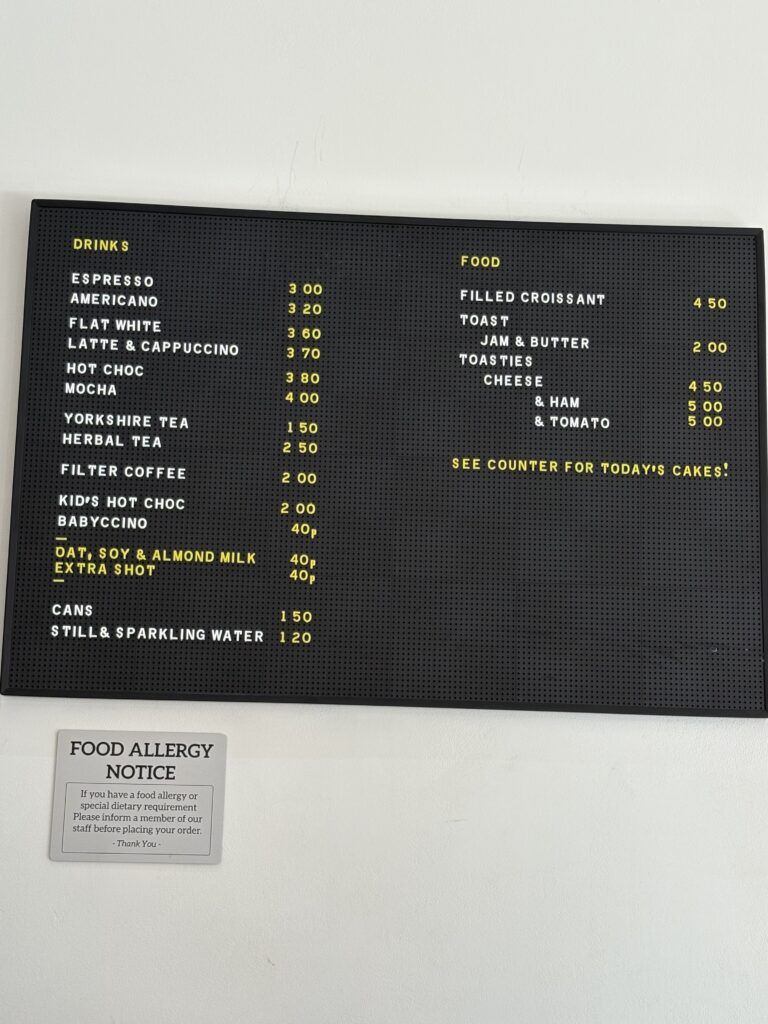 DRINKS
ESPRESSO 3 00
AMERICANO 3 20
FLAT WHITE 3 60
LATTE & CAPPUCCINO 3 70
HOT CHOC 3 80
MOCHA 4 00
YORKSHIRE TEA 1 50
HERBAL TEA 2 50
FILTER COFFEE 2 00
KID'S HOT CHOC 2 00
BABYCCINO 40p
OAT, SOY & ALMOND MILK 40p
EXTRA SHOT 40p
CANS 1 50
STILL& SPARKLING WATER 1 20
FOOD
FILLED CROISSANT 4 50
TOAST
JAM & BUTTER 2 00
TOASTIES
CHEESE 4 50
& HAM 5 00
& TOMATO 5 00
SEE COUNTER FOR TODAY'S CAKES!
FOOD ALLERGY
NOTICE
If you have a food allergy or
special dietary requirement
Please inform a member of our
staff before placing your order.
- Thank You -